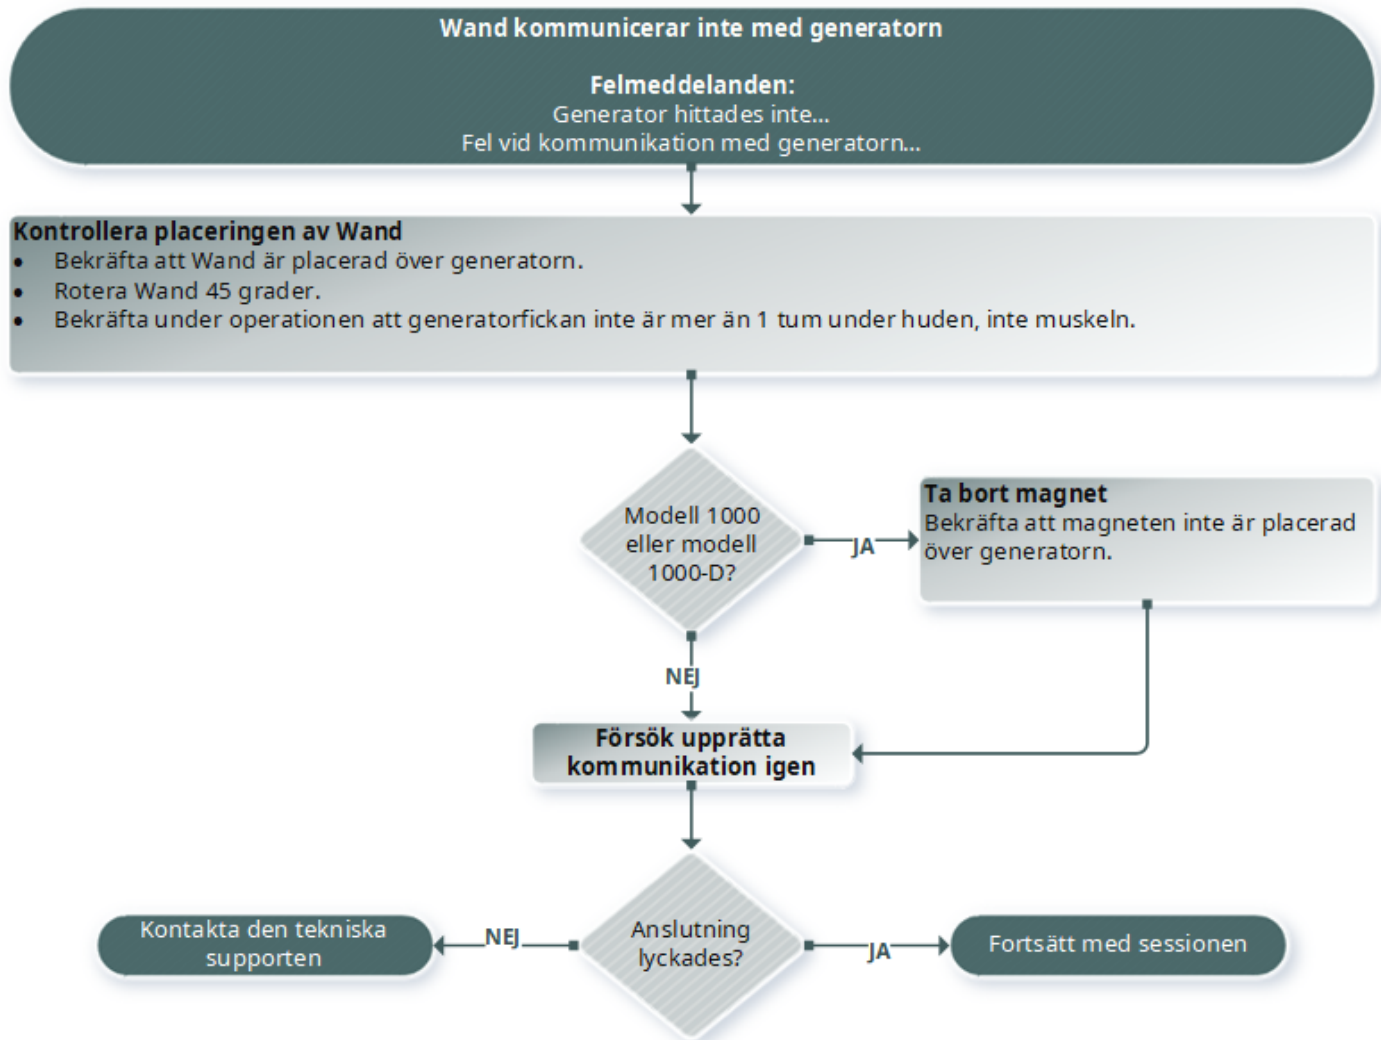 Wand kommunicerar inte med generatorn
Felmeddelanden:
Generator hittades inte...
Fel vid kommunikation med generatorn...
Kontrollera placeringen av Wand
• Bekräfta att Wand är placerad över generatorn.
• Rotera Wand 45 grader.
• Bekräfta under operationen att generatorfickan inte är mer än 1 tum under huden, inte muskeln.
Modell 1000
eller modell
1000-D?
JA
Ta bort magnet
Bekräfta att magneten inte är placerad
över generatorn.
NEJ
Försök upprätta
kommunikation igen
Anslutning
lyckades?
NEJ
Kontakta den tekniska
supporten
JA
Fortsätt med sessionen